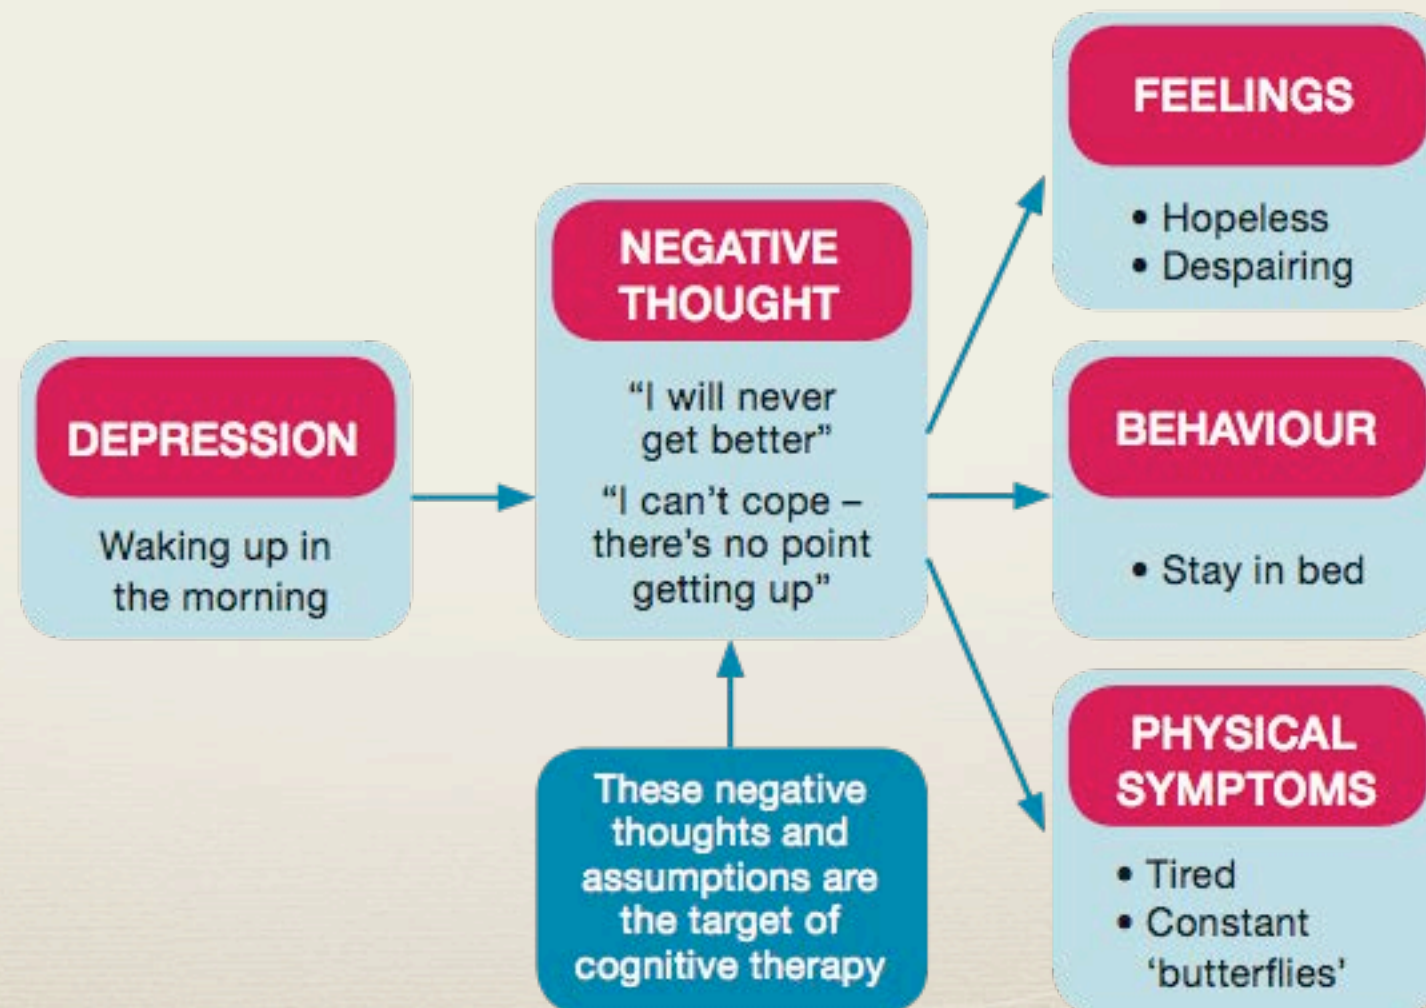 DEPRESSION
Waking up in
the morning
NEGATIVE
THOUGHT
“I will never
get better”
“I can’t cope –
there’s no point
getting up”
These negative
thoughts and
assumptions are
the target of
cognitive therapy
FEELINGS
• Hopeless
• Despairing
BEHAVIOUR
• Stay in bed
PHYSICAL
SYMPTOMS
• Tired
• Constant
‘butterflies’